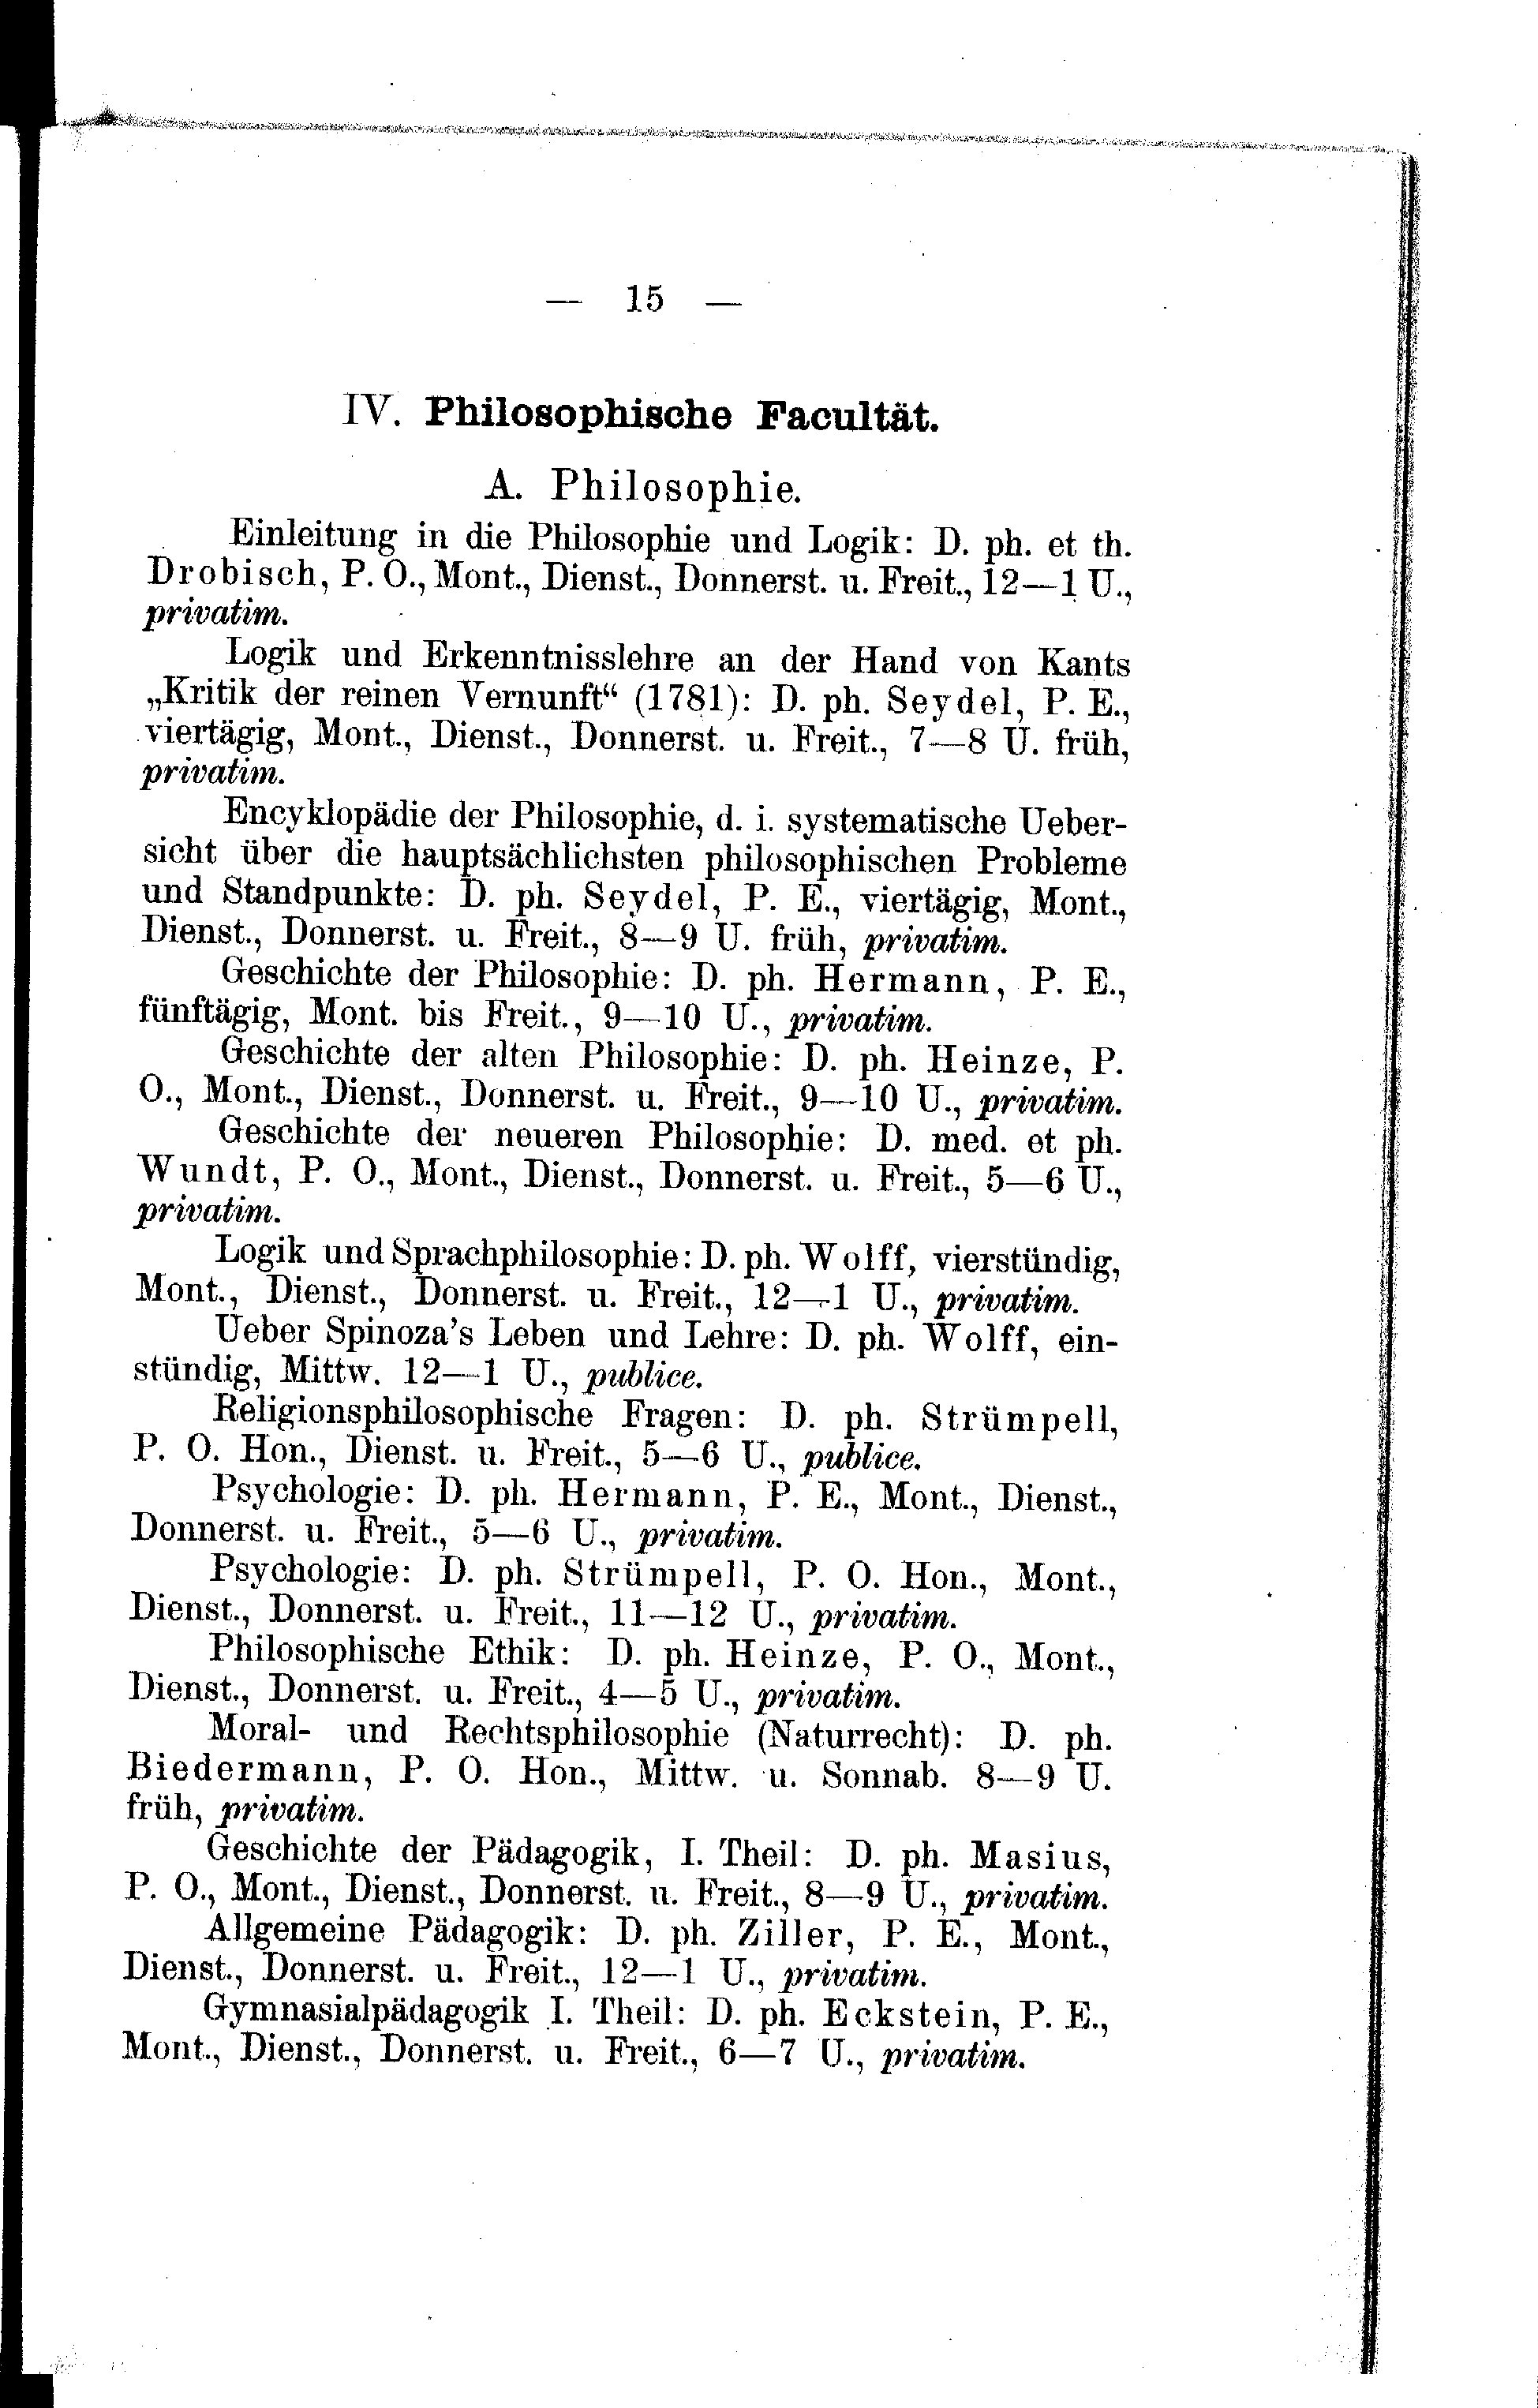 — 15 —
IV. Philosophische Facultät.
A. Philosophie.
Einleitung in die Philosophie und Logik: D. ph. et th.
Drobisch, P. O., Mont., Dienst., Donnerst. u. Freit., 12—1 U.,
privatim.
Logik und Erkenntnisslehre an der Hand von Kants
„Kritik der reinen Vernunft“ (1781): D. ph. Seydel, P. E.,
viertägig, Mont., Dienst., Donnerst. u. Freit., 7—8 U. früh,
privatim.
Encyklopädie der Philosophie, d. i. systematische Ueber-
sicht über die hauptsächlichsten philosophischen Probleme
und Standpunkte: D. ph. Seydel, P. E., viertägig, Mont.,
Dienst., Donnerst. u. Freit., 8—9 U. früh, privatim.
Geschichte der Philosophie: D. ph. Hermann, P. E.,
fünftägig, Mont. bis Freit., 9—10 U., privatim.
Geschichte der alten Philosophie: D. ph. Heinze, P.
O., Mont., Dienst., Donnerst. u. Freit., 9—10 U., privatim.
Geschichte der neueren Philosophie: D. med. et ph.
Wundt, P. O., Mont., Dienst., Donnerst. u. Freit., 5—6 U.,
privatim.
Logik und Sprachphilosophie: D. ph. Wolff, vierstündig,
Mont., Dienst., Donnerst. u. Freit., 12—1 U., privatim.
Ueber Spinoza's Leben und Lehre: D. ph. Wolff, ein-
stündig, Mittw. 12—1 U., publice.
Religionsphilosophische Fragen: D. ph. Strümpell,
P. O. Hon., Dienst. u. Freit., 5—6 U., publice.
Psychologie: D. ph. Hermann, P. E., Mont., Dienst.,
Donnerst. u. Freit., 5—6 U., privatim.
Psychologie: D. ph. Strümpell, P. O. Hon., Mont.,
Dienst., Donnerst. u. Freit., 11—12 U., privatim.
Philosophische Ethik: D. ph. Heinze, P. O., Mont.,
Dienst., Donnerst. u. Freit., 4—5 U., privatim.
Moral- und Rechtsphilosophie (Naturrecht): D. ph.
Biedermann, P. O. Hon., Mittw. u. Sonnab. 8—9 U.
früh, privatim.
Geschichte der Pädagogik, I. Theil: D. ph. Masius,
P. O., Mont., Dienst., Donnerst. u. Freit., 8—9 U., privatim.
Allgemeine Pädagogik: D. ph. Ziller, P. E., Mont.,
Dienst., Donnerst. u. Freit., 12—1 U., privatim.
Gymnasialpädagogik I. Theil: D. ph. Eckstein, P. E.,
Mont., Dienst., Donnerst. u. Freit., 6—7 U., privatim.